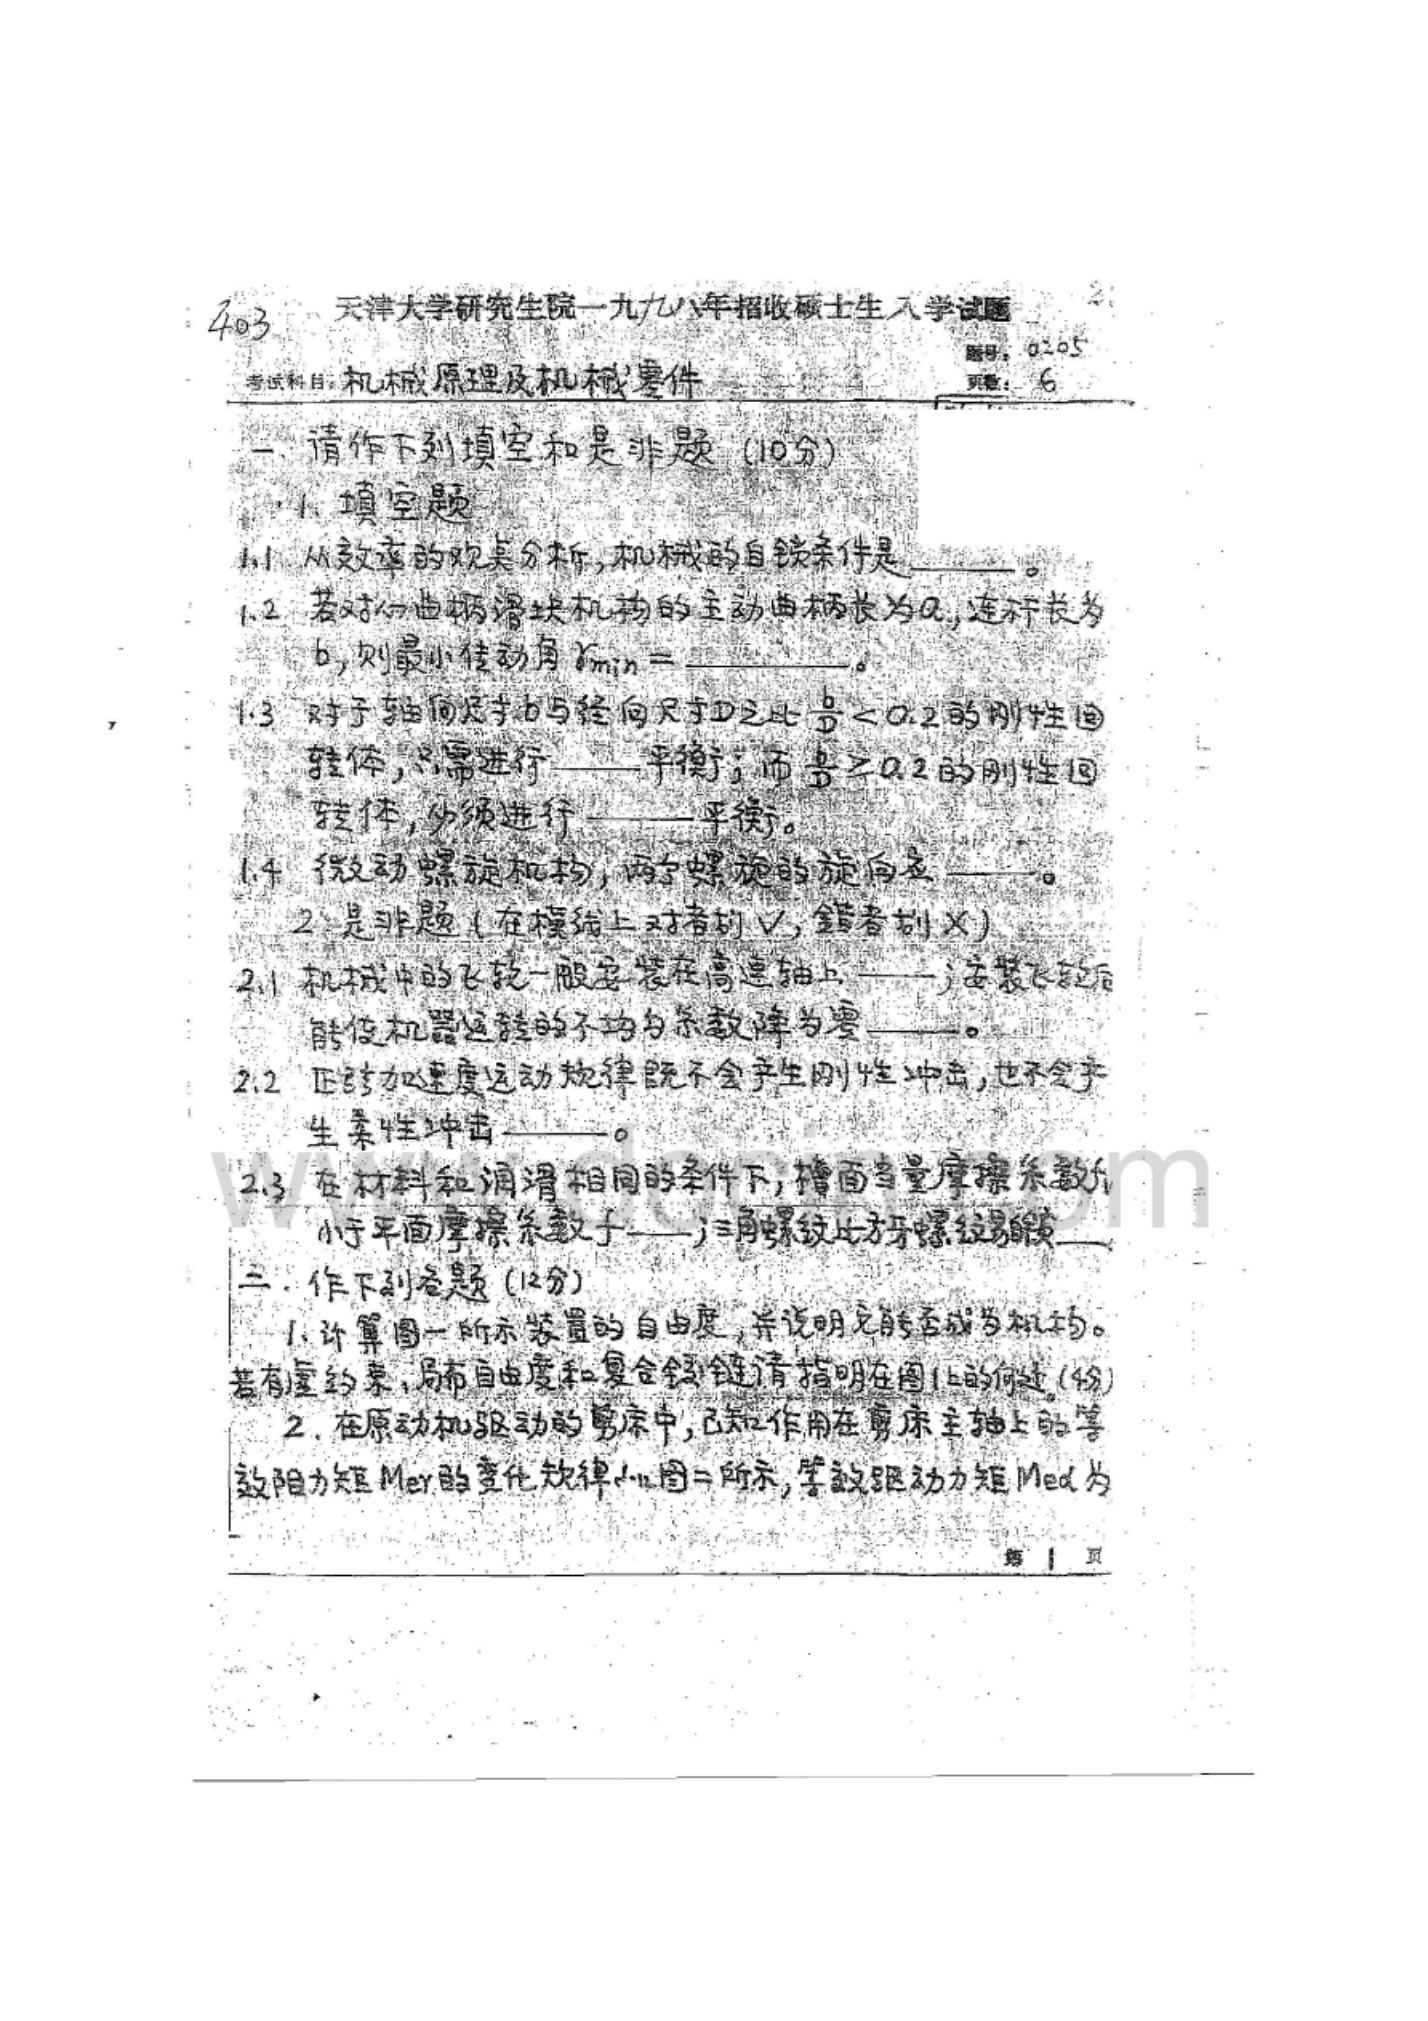 403
天津大学研究生院一九九八年招收硕士生入学试题
题号: 0205
考试科目: 机械原理及机械零件
页数: 6
一、请作下列填空和是非题 (10分)
1. 填空题
1.1 从效率的观点分析,机械的自锁条件是______。
1.2 若对心曲柄滑块机构的主动曲柄长为a,连杆长为
b,则最小传动角γmin=______。
1.3 对于轴向尺寸b与径向尺寸D之比b/D<0.2的刚性回
转体,只需进行______平衡;而b/D≥0.2的刚性回
转体,必须进行______平衡。
1.4 微动螺旋机构,两个螺旋的旋向应______。
2. 是非题(在横线上对者划√,錯者划×)
2.1 机械中的飞轮一般安装在高速轴上______;安装飞轮后
能使机器运转的不均匀系数降为零______。
2.2 正弦加速度运动规律既不会产生刚性冲击,也不会产
生柔性冲击______。
2.3 在材料和润滑相同的条件下,槽面当量摩擦系数f
小于平面摩擦系数f______;三角螺纹比方牙螺纹易自锁______
二. 作下列各题 (12分)
1. 计算图一所示装置的自由度,并说明它能否成为机构。
若有虚约束,局部自由度和复合铰链请指明在图上的何处。(4分)
2. 在原动机驱动的剪床中,已知作用在剪床主轴上的等
效阻力矩Mer的变化规律如图二所示,等效驱动力矩Med为
第 1 页
www.docin.com